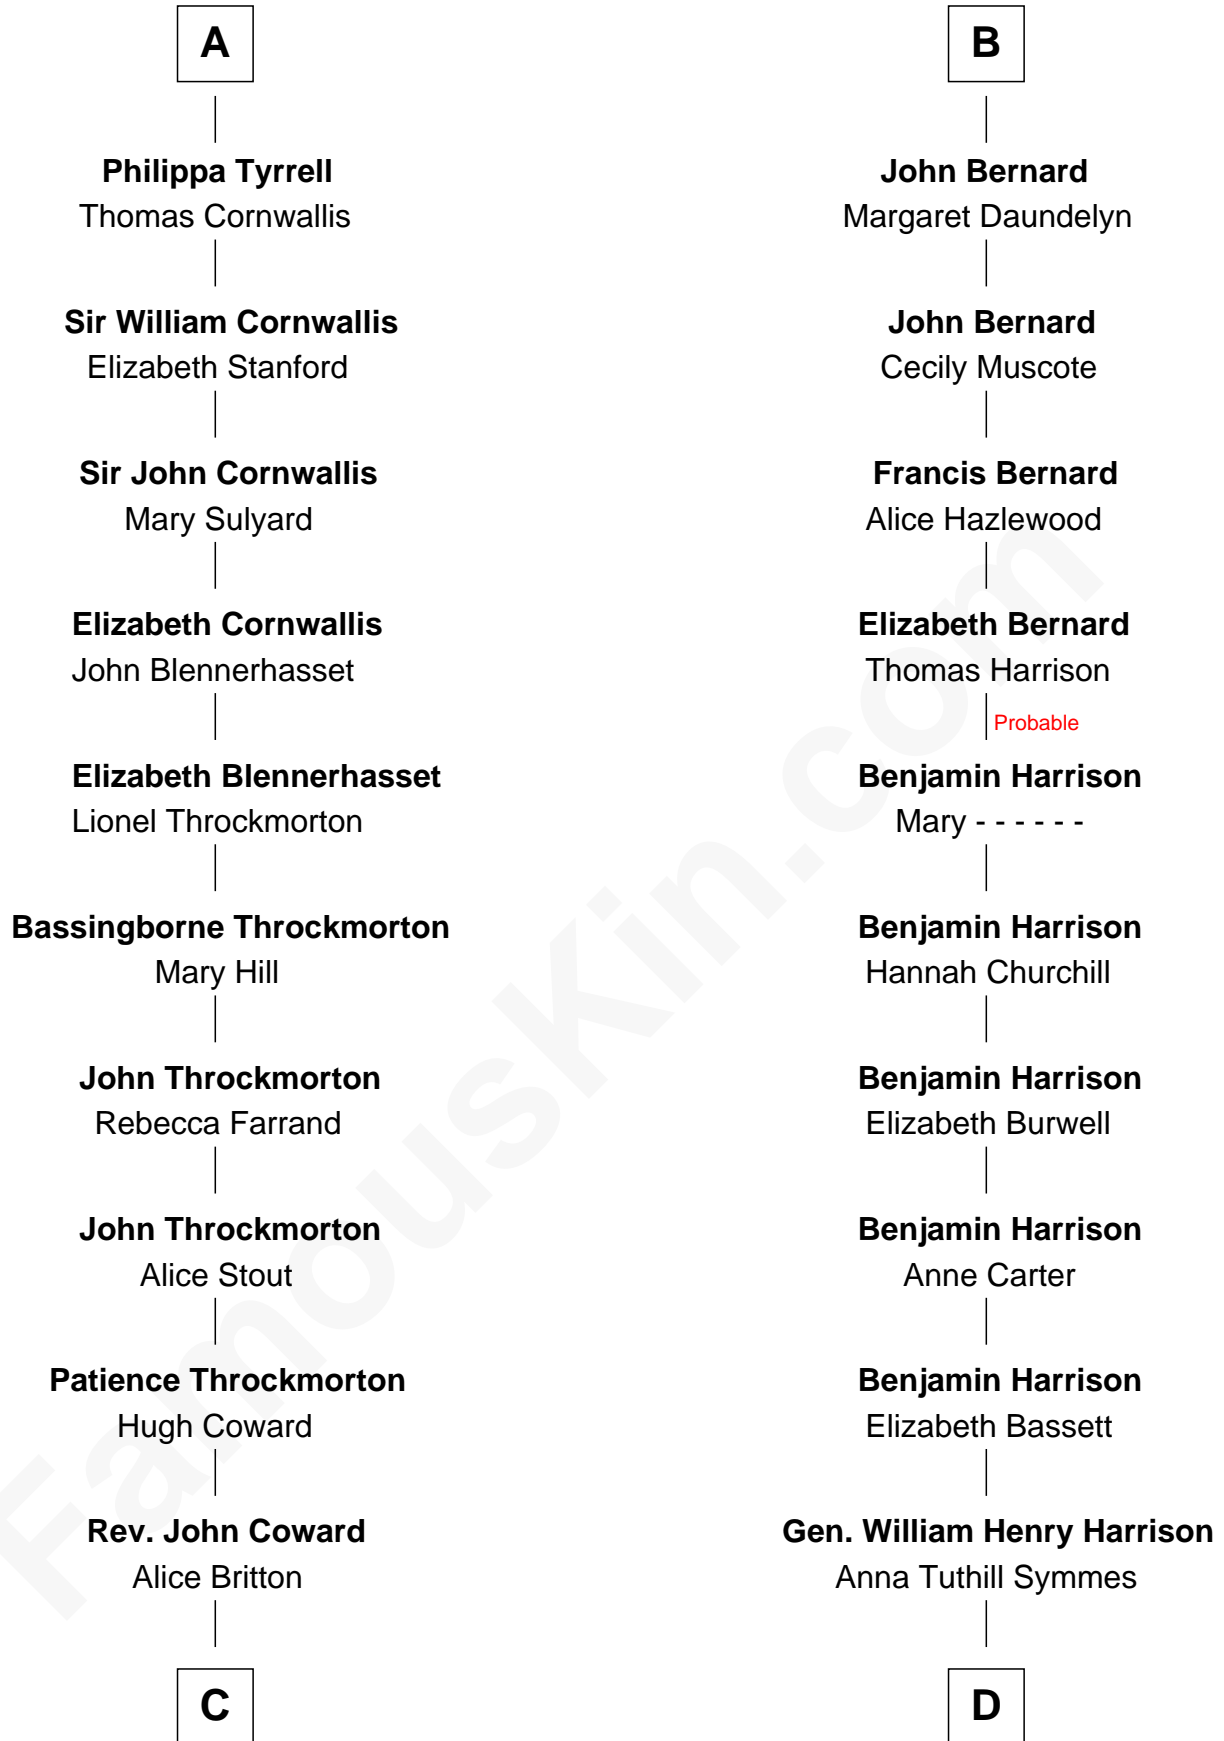 A
Philippa Tyrrell
Thomas Cornwallis
Sir William Cornwallis
Elizabeth Stanford
Sir John Cornwallis
Mary Sulyard
Elizabeth Cornwallis
John Blennerhasset
Elizabeth Blennerhasset
Lionel Throckmorton
Bassingborne Throckmorton
Mary Hill
John Throckmorton
Rebecca Farrand
John Throckmorton
Alice Stout
Patience Throckmorton
Hugh Coward
Rev. John Coward
Alice Britton
C
B
John Bernard
Margaret Daundelyn
John Bernard
Cecily Muscote
Francis Bernard
Alice Hazlewood
Elizabeth Bernard
Thomas Harrison
Probable
Benjamin Harrison
Mary - - - - - -
Benjamin Harrison
Hannah Churchill
Benjamin Harrison
Elizabeth Burwell
Benjamin Harrison
Anne Carter
Benjamin Harrison
Elizabeth Bassett
Gen. William Henry Harrison
Anna Tuthill Symmes
D
FamousKin.com